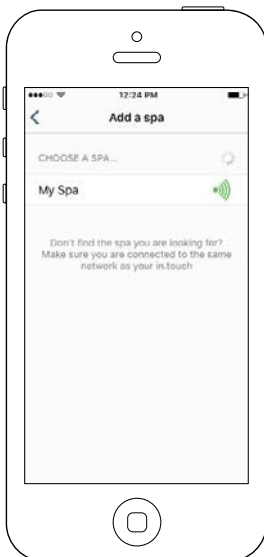 12:24 PM
Add a spa
CHOOSE A SPA...
My Spa
Don't find the spa you are looking for?
Make sure you are connected to the same
network as your in.touch